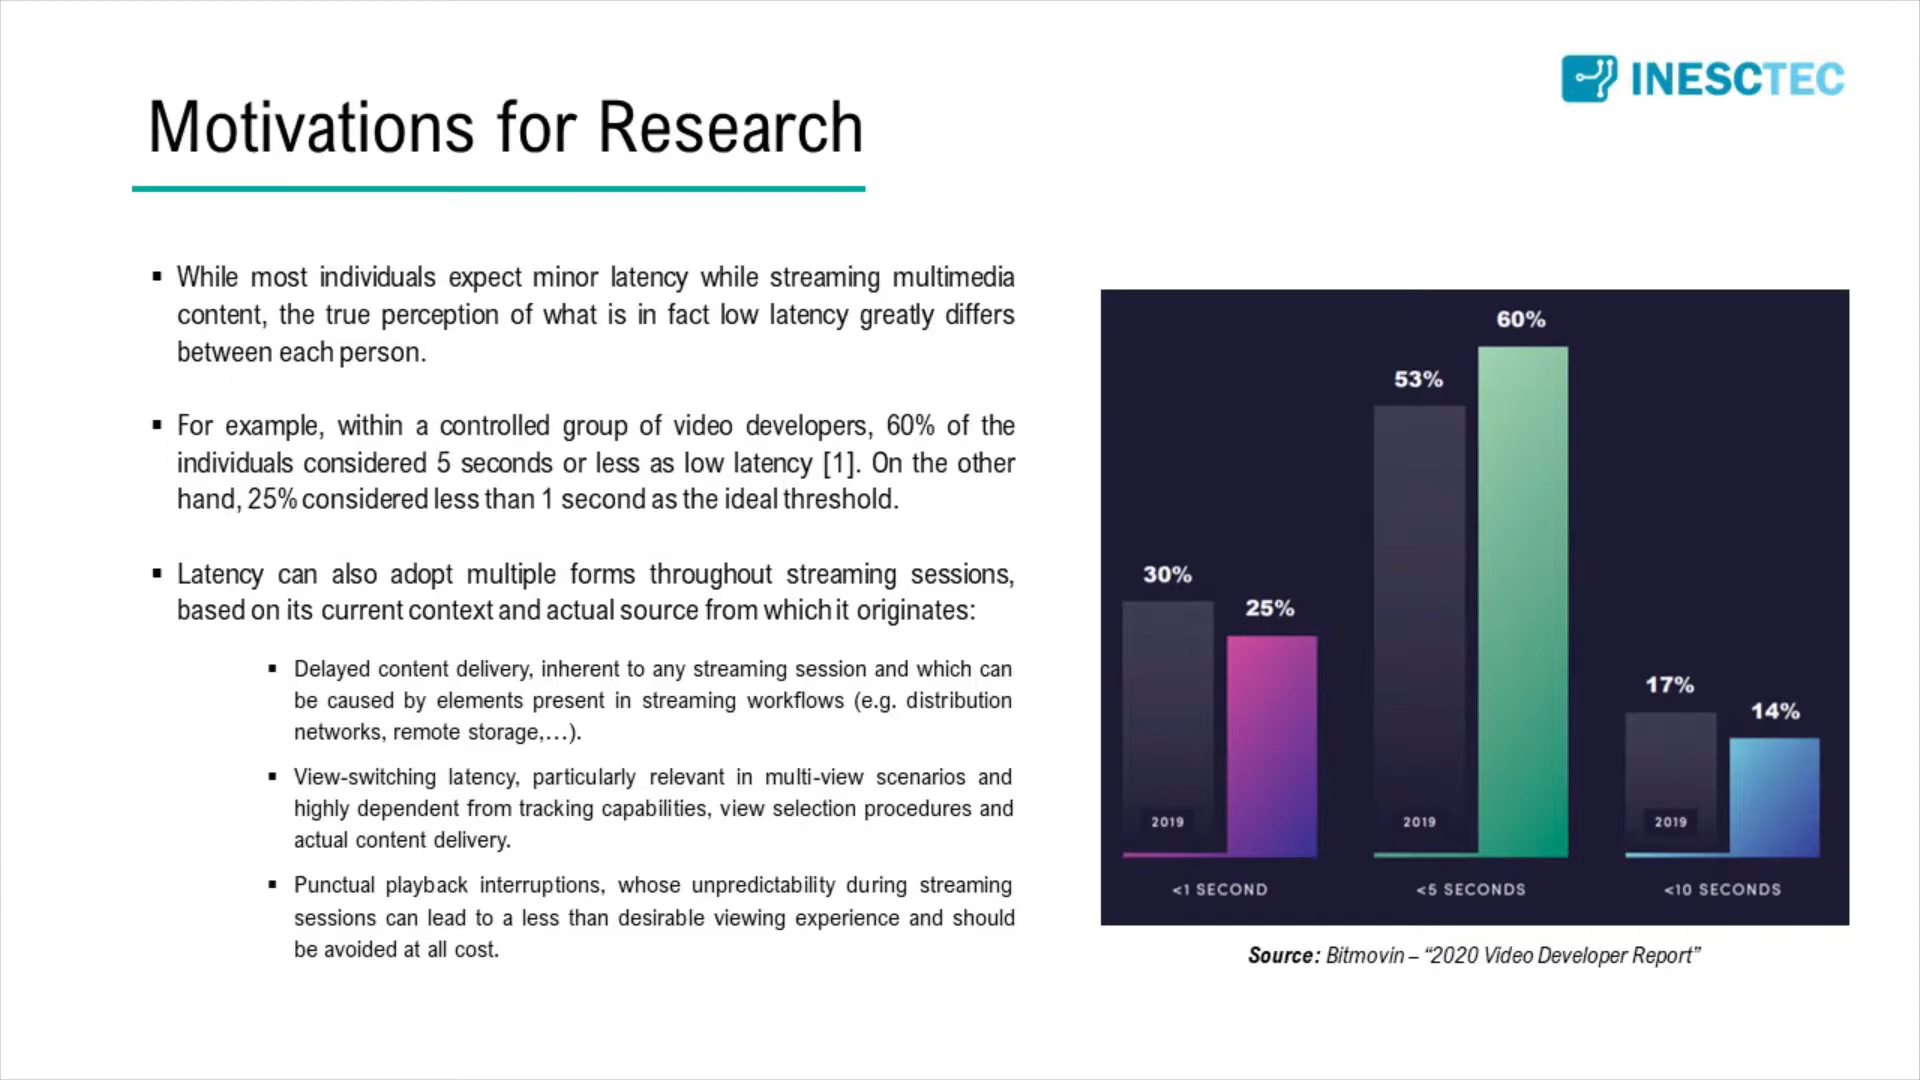 INESCTEC
Motivations for Research
▪ While most individuals expect minor latency while streaming multimedia
content, the true perception of what is in fact low latency greatly differs
between each person.
▪ For example, within a controlled group of video developers, 60% of the
individuals considered 5 seconds or less as low latency [1]. On the other
hand, 25% considered less than 1 second as the ideal threshold.
▪ Latency can also adopt multiple forms throughout streaming sessions,
based on its current context and actual source from which it originates:
▪ Delayed content delivery, inherent to any streaming session and which can
be caused by elements present in streaming workflows (e.g. distribution
networks, remote storage,…).
▪ View-switching latency, particularly relevant in multi-view scenarios and
highly dependent from tracking capabilities, view selection procedures and
actual content delivery.
▪ Punctual playback interruptions, whose unpredictability during streaming
sessions can lead to a less than desirable viewing experience and should
be avoided at all cost.
60%
53%
30%
25%
17%
14%
2019 2019 2019
<1 SECOND <5 SECONDS <10 SECONDS
Source: Bitmovin – “2020 Video Developer Report”